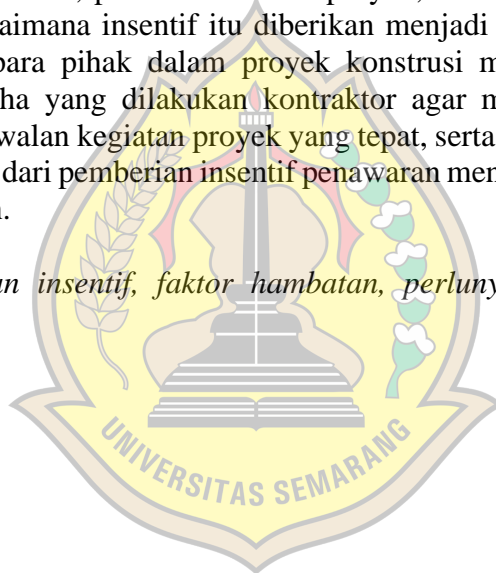 aimana insentif itu diberikan menjadi
para pihak dalam proyek konstrusi m
ha yang dilakukan kontraktor agar m
walan kegiatan proyek yang tepat, serta
dari pemberian insentif penawaran men
n insentif, faktor hambatan, perluny
UNIVERSITAS SEMARANG